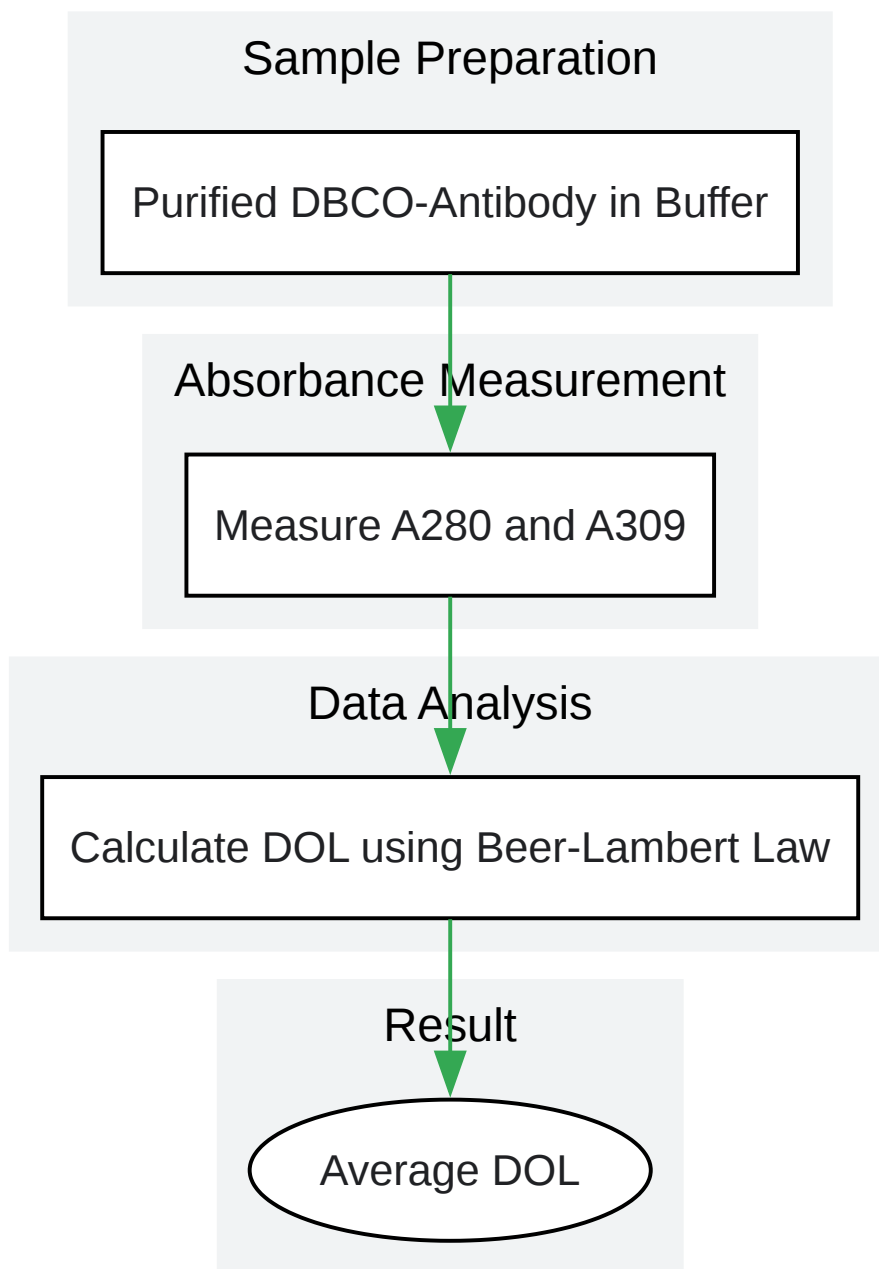 Sample Preparation
Purified DBCO-Antibody in Buffer
Absorbance Measurement
Measure A280 and A309
Data Analysis
Calculate DOL using Beer-Lambert Law
Result
Average DOL